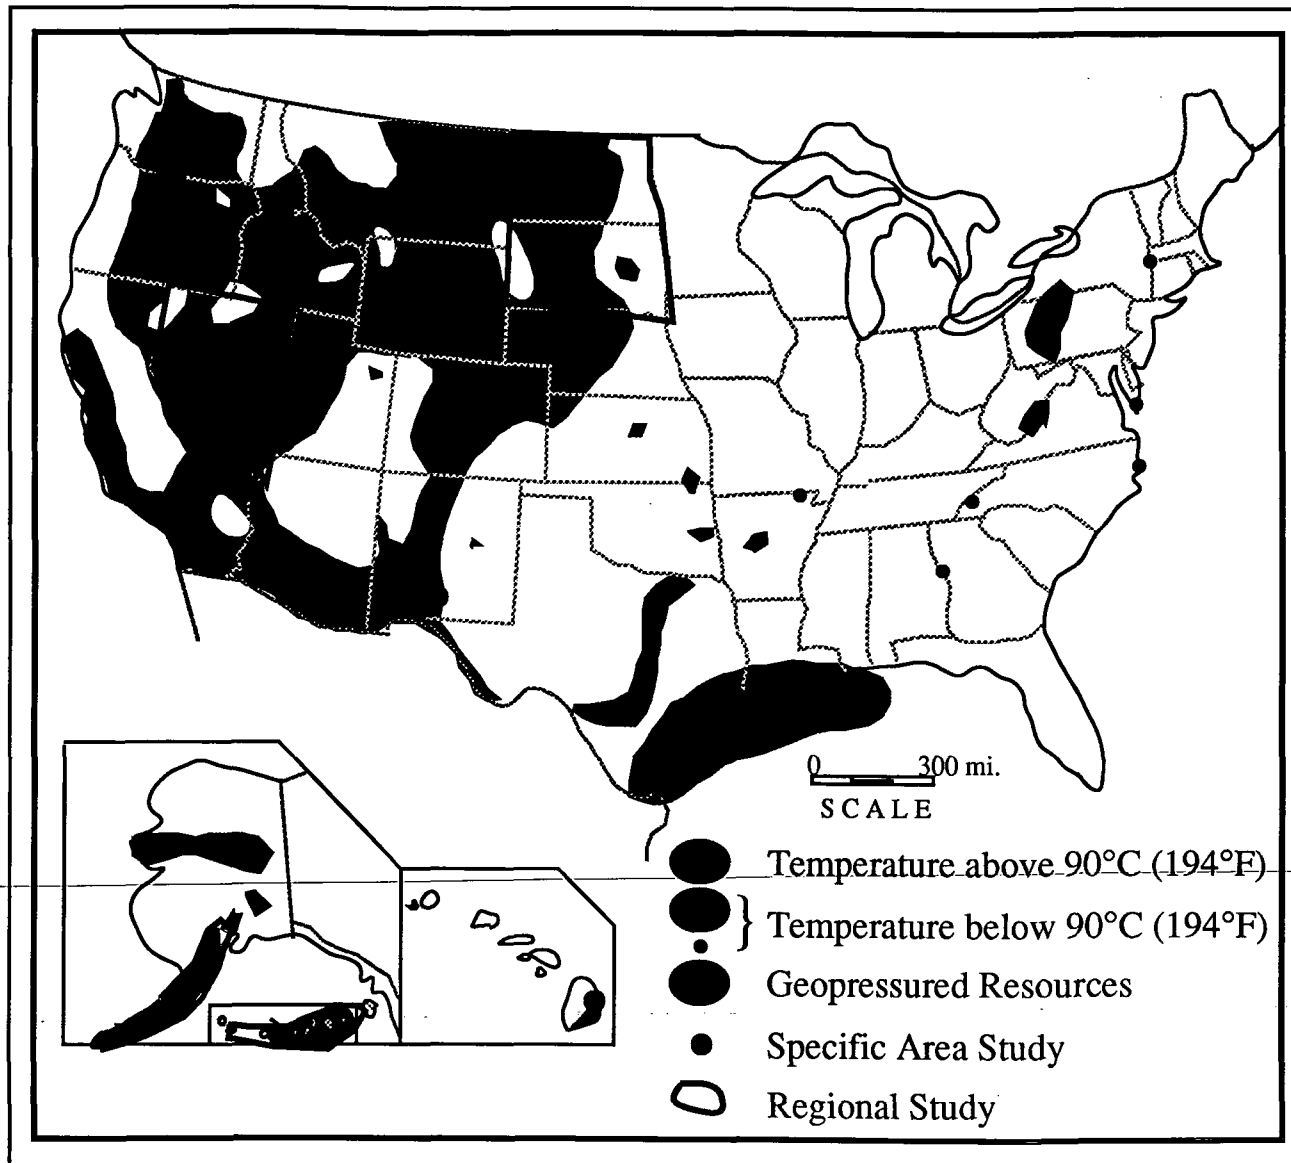 0 300 mi.
SCALE
Temperature above 90°C (194°F)
Temperature below 90°C (194°F)
Geopressured Resources
Specific Area Study
Regional Study